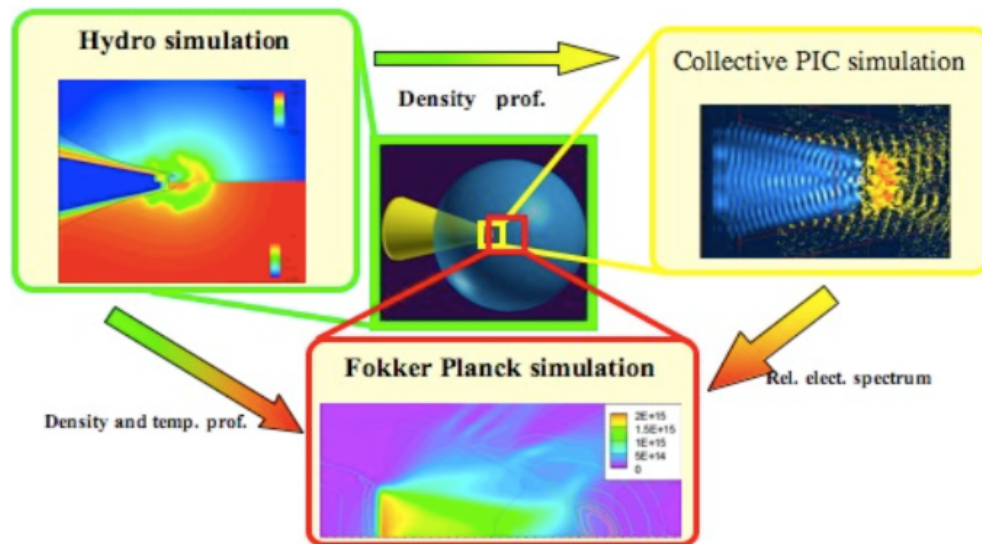 Hydro simulation
Collective PIC simulation
Density prof.
Fokker Planck simulation
Rel. elect. spectrum
Density and temp. prof.
2E+15
1.5E+15
1E+15
5E+14
0